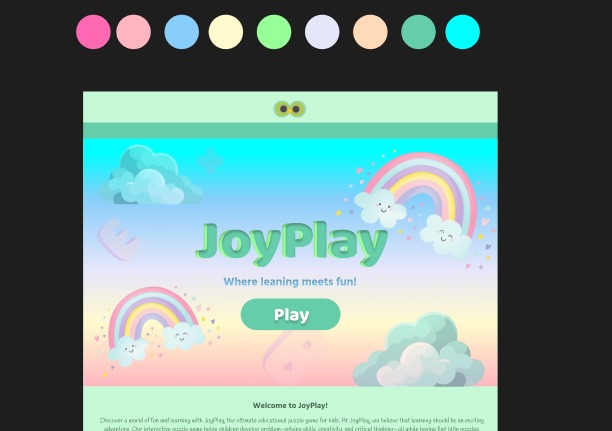 E
JoyPlay
Where leaning meets fun!
Play
B
Welcome to JoyPlay!
Discover a world of fun and learning with JoyPlay, the ultimate educational puzzle game for kids. At JoyPlay, we believe that learning should be an exciting
adventure. Our interactive puzzle game helps children develop problem-solving skills, creativity, and critical thinking—all while having fun! With puzzles